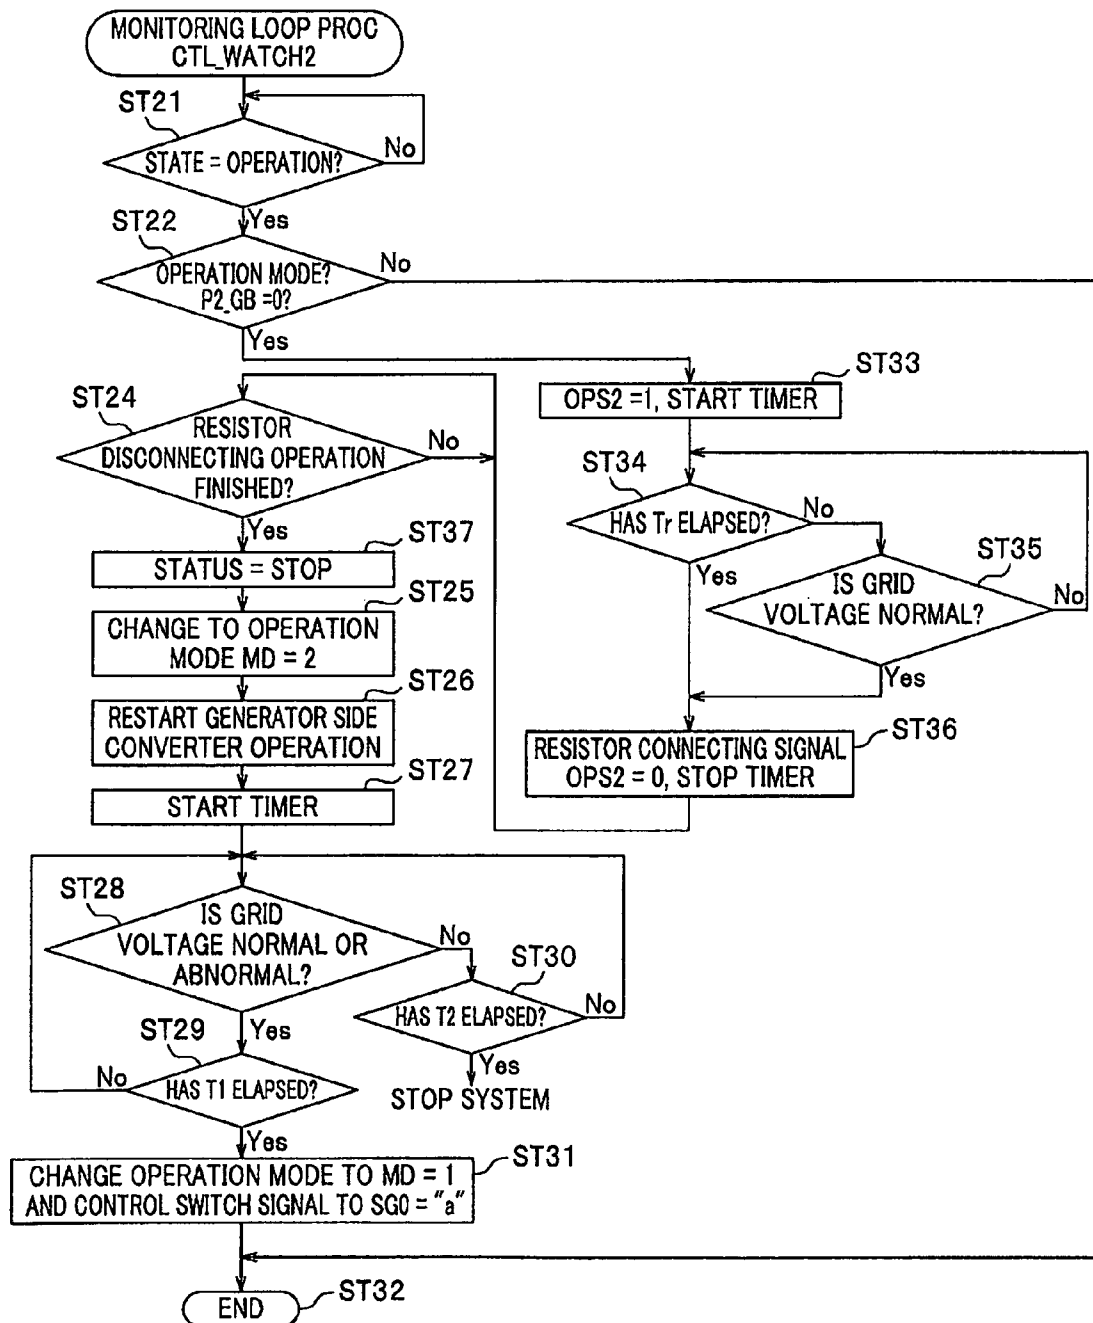 MONITORING LOOP PROC
CTL_WATCH2
ST21
STATE = OPERATION?
No
Yes
ST22
OPERATION MODE?
P2_GB =0?
No
Yes
ST33
OPS2 =1, START TIMER
ST24
RESISTOR
DISCONNECTING OPERATION
FINISHED?
No
Yes
ST34
HAS Tr ELAPSED?
No
Yes
ST35
IS GRID
VOLTAGE NORMAL?
No
Yes
ST37
STATUS = STOP
ST25
CHANGE TO OPERATION
MODE MD = 2
ST26
RESTART GENERATOR SIDE
CONVERTER OPERATION
ST36
RESISTOR CONNECTING SIGNAL
OPS2 = 0, STOP TIMER
ST27
START TIMER
ST28
IS GRID
VOLTAGE NORMAL OR
ABNORMAL?
No
Yes
ST30
HAS T2 ELAPSED?
No
Yes
STOP SYSTEM
ST29
HAS T1 ELAPSED?
No
Yes
ST31
CHANGE OPERATION MODE TO MD = 1
AND CONTROL SWITCH SIGNAL TO SG0 = "a"
ST32
END